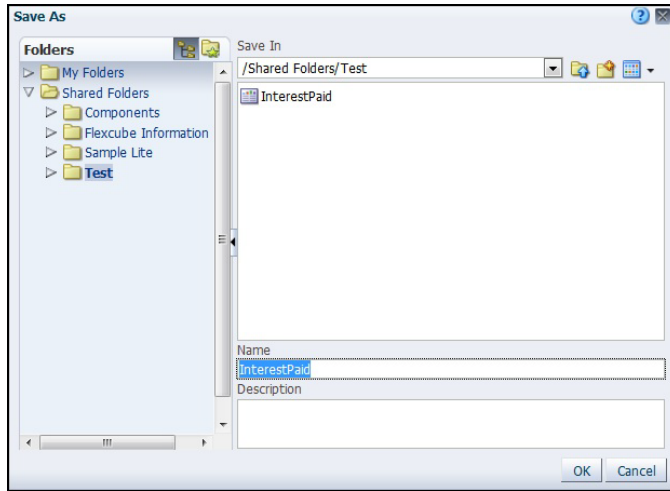 Save As
Folders
My Folders
Shared Folders
Components
Flexcube Information
Sample Lite
Test
Save In
/Shared Folders/Test
InterestPaid
Name
InterestPaid
Description
OK
Cancel